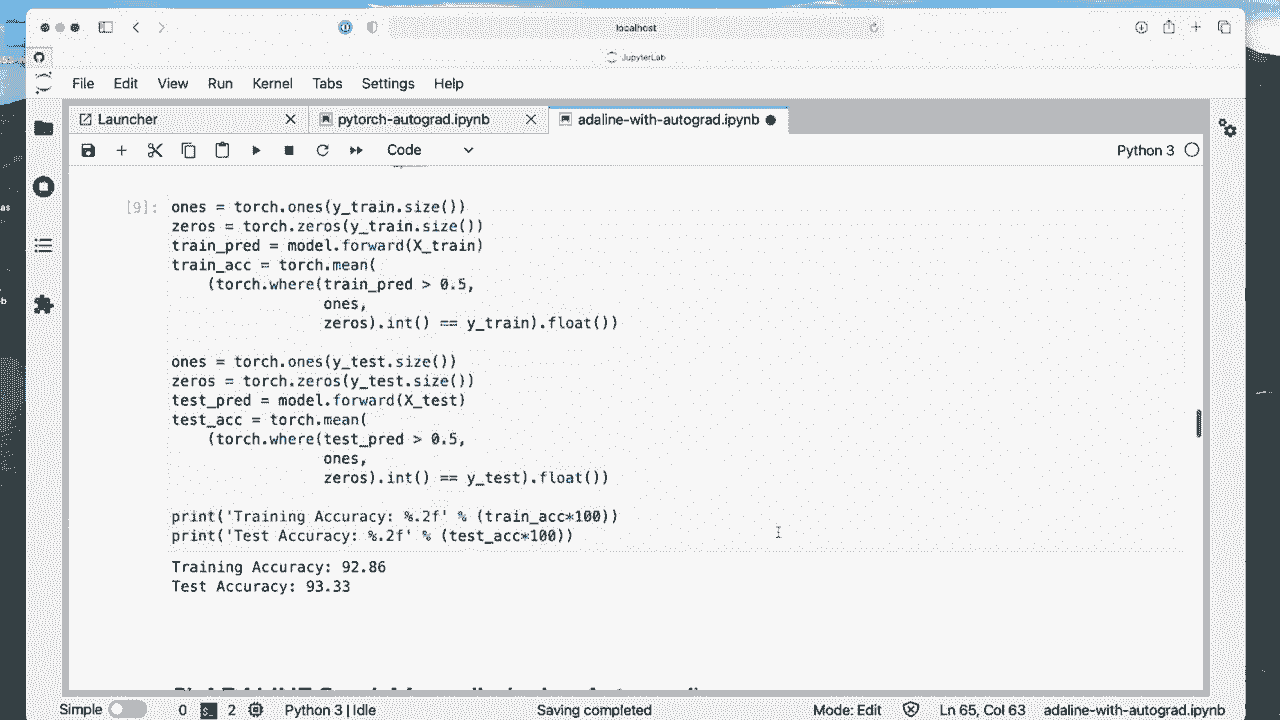 localhost
JupyterLab
File Edit View Run Kernel Tabs Settings Help
Launcher pytorch-autograd.ipynb adaline-with-autograd.ipynb
Code Python 3
[9]: ones = torch.ones(y_train.size())
zeros = torch.zeros(y_train.size())
train_pred = model.forward(X_train)
train_acc = torch.mean(
(torch.where(train_pred > 0.5,
ones,
zeros).int() == y_train).float())
ones = torch.ones(y_test.size())
zeros = torch.zeros(y_test.size())
test_pred = model.forward(X_test)
test_acc = torch.mean(
(torch.where(test_pred > 0.5,
ones,
zeros).int() == y_test).float())
print('Training Accuracy: %.2f' % (train_acc*100))
print('Test Accuracy: %.2f' % (test_acc*100))
Training Accuracy: 92.86
Test Accuracy: 93.33
Simple 0 2 Python 3 | Idle Saving completed Mode: Edit Ln 65, Col 63 adaline-with-autograd.ipynb